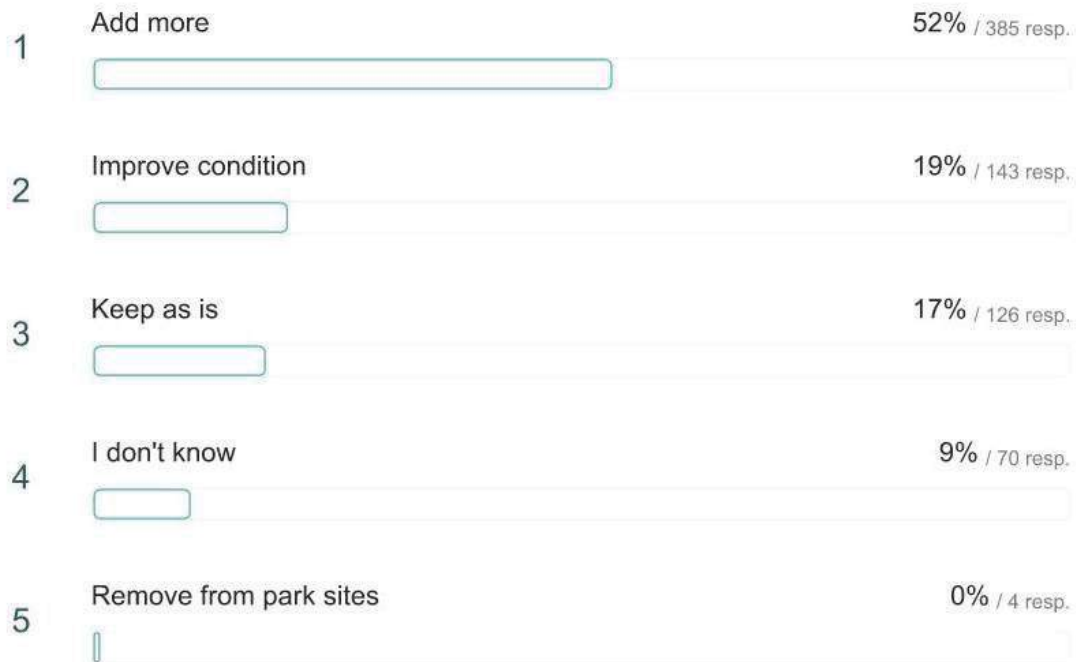 1 Add more 52% / 385 resp.
2 Improve condition 19% / 143 resp.
3 Keep as is 17% / 126 resp.
4 I don't know 9% / 70 resp.
5 Remove from park sites 0% / 4 resp.